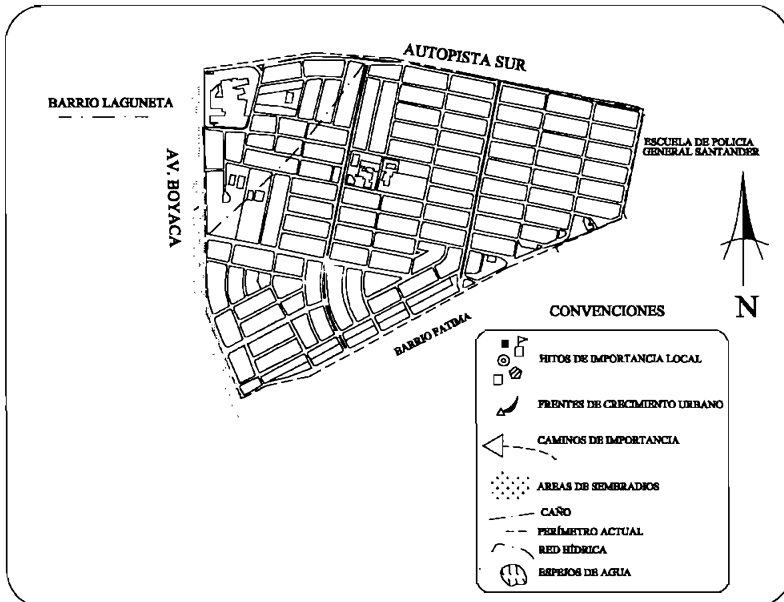 AUTOPISTA SUR
BARRIO LAGUNETA
AV. BOYACA
ESCUELA DE POLICIA
GENERAL SANTANDER
BARRIO FATIMA
N
CONVENCIONES
HITOS DE IMPORTANCIA LOCAL
FRENTES DE CRECIMIENTO URBANO
CAMINOS DE IMPORTANCIA
AREAS DE SEMBRADIOS
CAÑO
PERÍMETRO ACTUAL
RED HÍDRICA
ESPEJOS DE AGUA